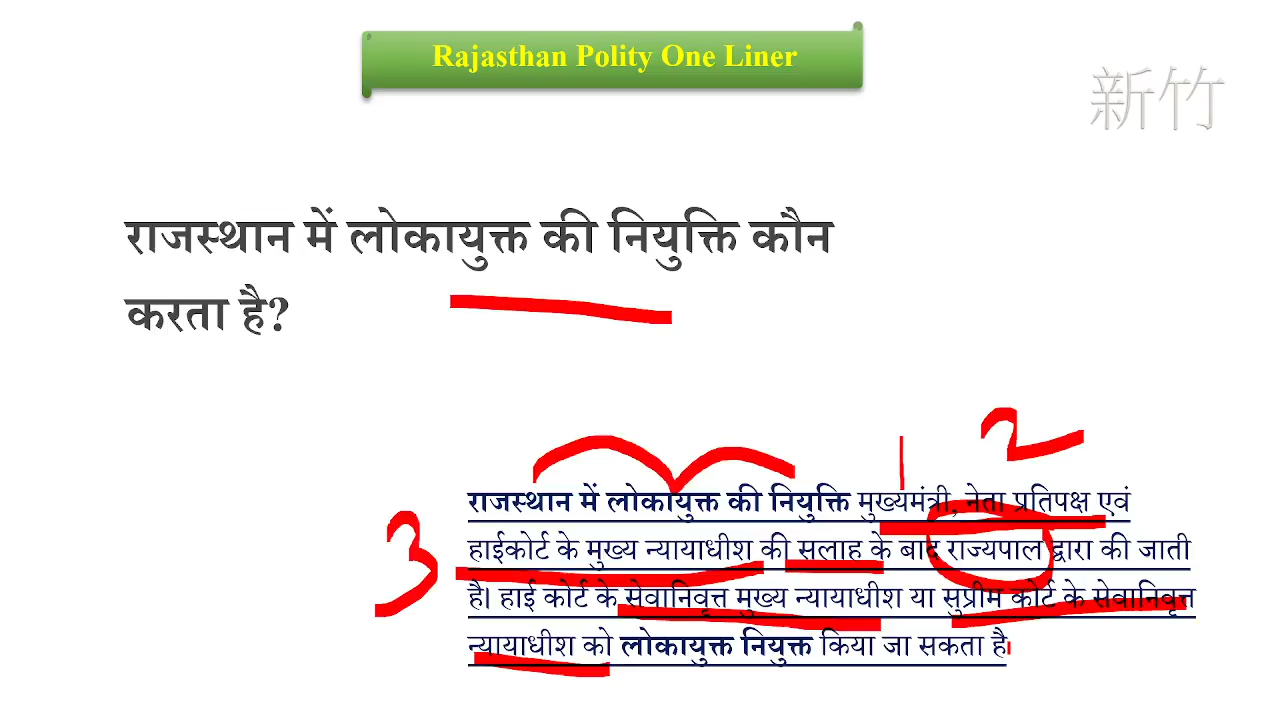 Rajasthan Polity One Liner
新竹
राजस्थान में लोकायुक्त की नियुक्ति कौन
करता है?
1 2
राजस्थान में लोकायुक्त की नियुक्ति मुख्यमंत्री, नेता प्रतिपक्ष एवं
3 हाईकोर्ट के मुख्य न्यायाधीश की सलाह के बाद राज्यपाल द्वारा की जाती
है। हाई कोर्ट के सेवानिवृत्त मुख्य न्यायाधीश या सुप्रीम कोर्ट के सेवानिवृत्त
न्यायाधीश को लोकायुक्त नियुक्त किया जा सकता है।